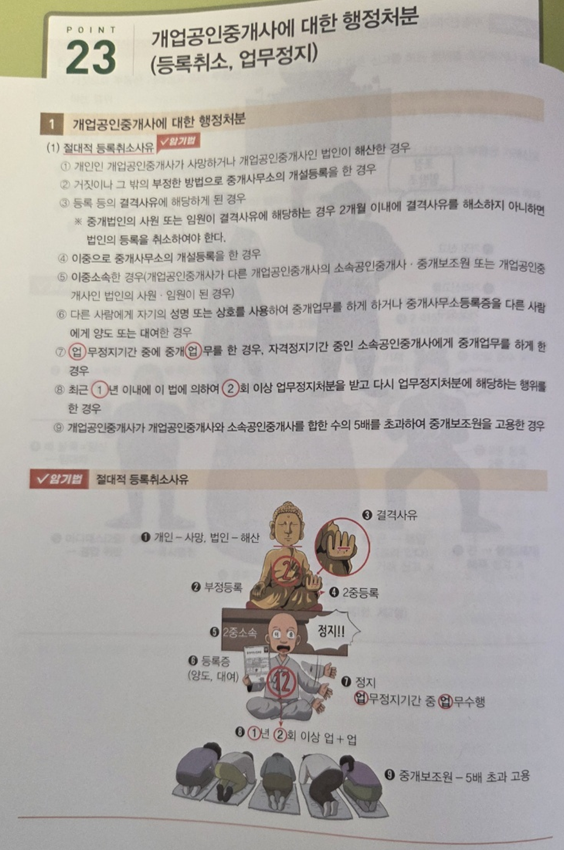 POINT
23
개업공인중개사에 대한 행정처분
(등록취소, 업무정지)
1 개업공인중개사에 대한 행정처분
(1) 절대적 등록취소사유 ✓암기법
① 개인인 개업공인중개사가 사망하거나 개업공인중개사인 법인이 해산한 경우
② 거짓이나 그 밖의 부정한 방법으로 중개사무소의 개설등록을 한 경우
③ 등록 등의 결격사유에 해당하게 된 경우
※ 중개법인의 사원 또는 임원이 결격사유에 해당하는 경우 2개월 이내에 결격사유를 해소하지 아니하면
법인의 등록을 취소하여야 한다.
④ 이중으로 중개사무소의 개설등록을 한 경우
⑤ 이중소속한 경우(개업공인중개사가 다른 개업공인중개사의 소속공인중개사 · 중개보조원 또는 개업공인중
개사인 법인의 사원 · 임원이 된 경우)
⑥ 다른 사람에게 자기의 성명 또는 상호를 사용하여 중개업무를 하게 하거나 중개사무소등록증을 다른 사람
에게 양도 또는 대여한 경우
⑦ 업무정지기간 중에 중개업무를 한 경우, 자격정지기간 중인 소속공인중개사에게 중개업무를 하게 한
경우
⑧ 최근 1년 이내에 이 법에 의하여 2회 이상 업무정지처분을 받고 다시 업무정지처분에 해당하는 행위를
한 경우
⑨ 개업공인중개사가 개업공인중개사와 소속공인중개사를 합한 수의 5배를 초과하여 중개보조원을 고용한 경우
✓암기법 절대적 등록취소사유
❸ 결격사유
❶ 개인 – 사망, 법인 – 해산
❷ 부정등록
❹ 2중등록
❺ 2중소속
정지!!
❻ 등록증
(양도, 대여)
12
❼ 정지
업무정지기간 중 업무수행
❽ 1년 2회 이상 업 + 업
❾ 중개보조원 – 5배 초과 고용